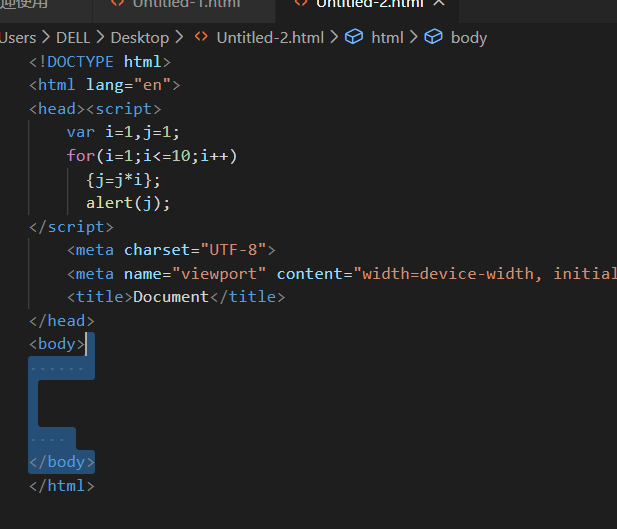 迎使用 Untitled-1.html Untitled-2.html
Users > DELL > Desktop > Untitled-2.html > html > body
<!DOCTYPE html>
<html lang="en">
<head><script>
var i=1,j=1;
for(i=1;i<=10;i++)
{j=j*i};
alert(j);
</script>
<meta charset="UTF-8">
<meta name="viewport" content="width=device-width, initial
<title>Document</title>
</head>
<body>
</body>
</html>